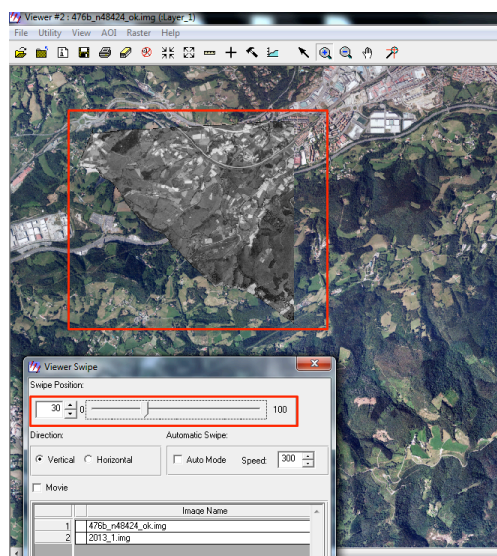 Viewer #2 : 476b_n48424_ok.img (:Layer_1)
File Utility View AOI Raster Help
Viewer Swipe
Swipe Position:
30 0 100
Direction: Automatic Swipe:
Vertical Horizontal Auto Mode Speed: 300
Movie
Image Name
1 476b_n48424_ok.img
2 2013_1.img